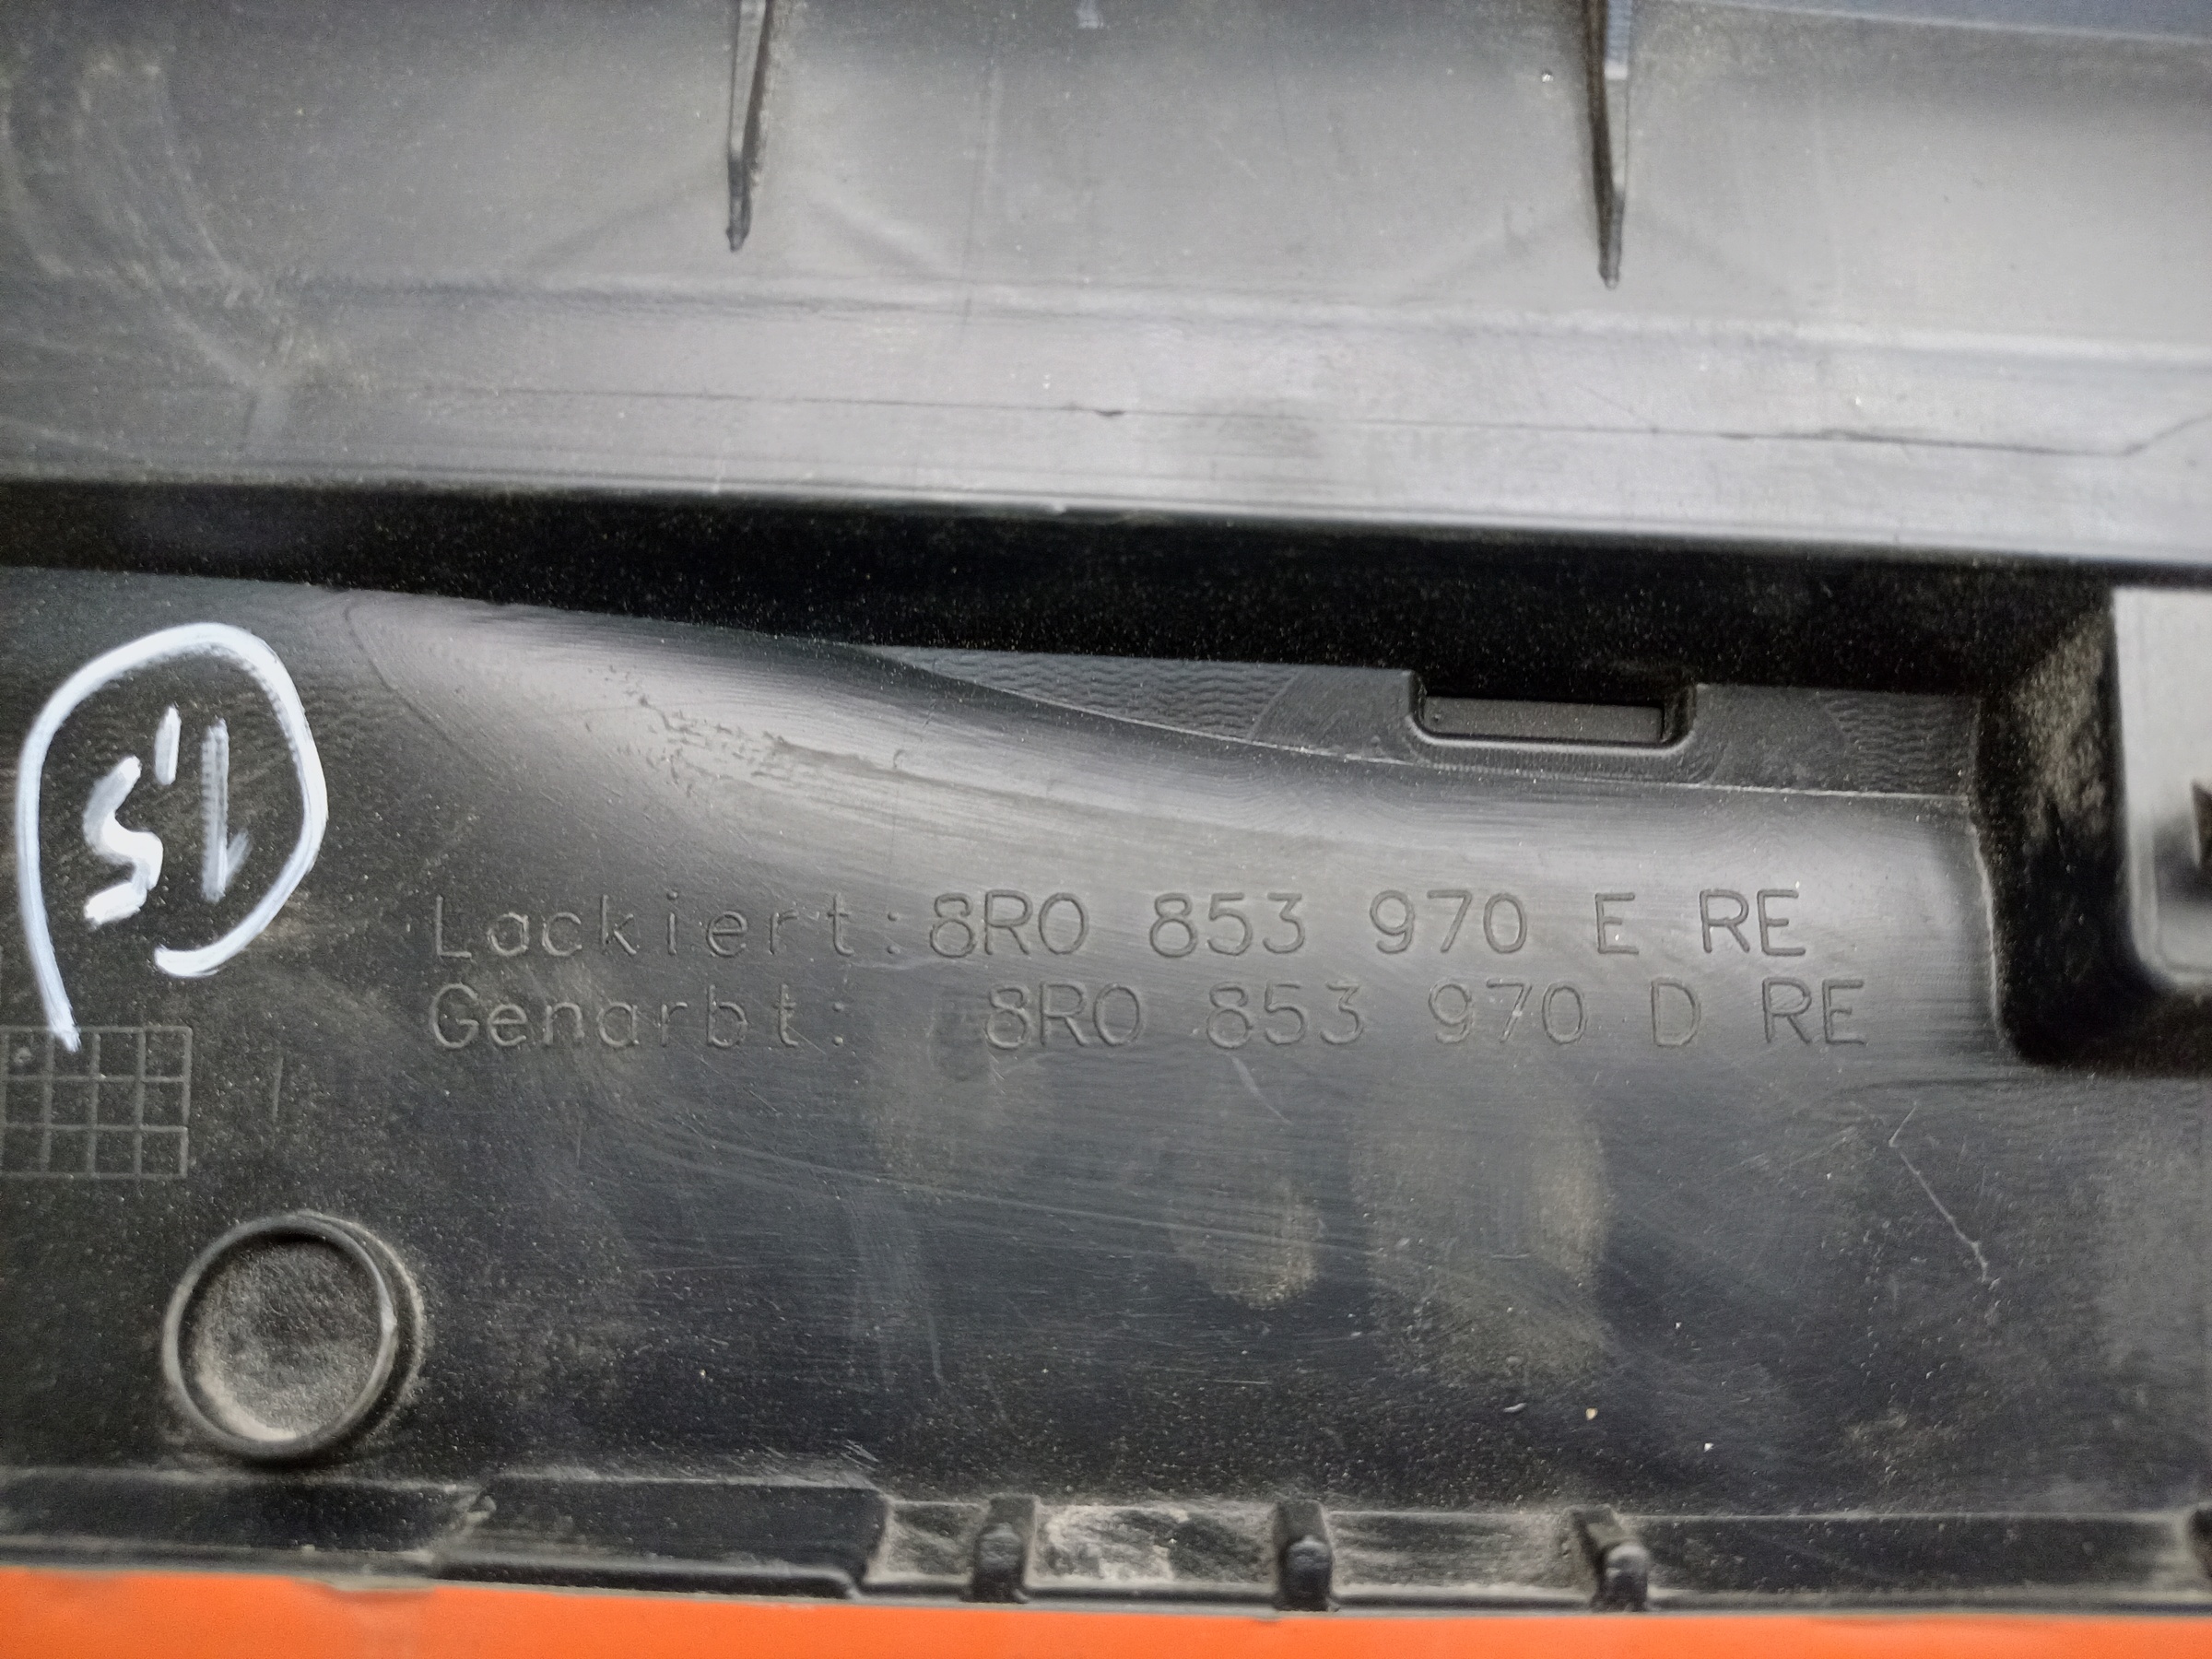 Lackiert: 8R0 853 970 E RE
Genarbt: 8R0 853 970 D RE